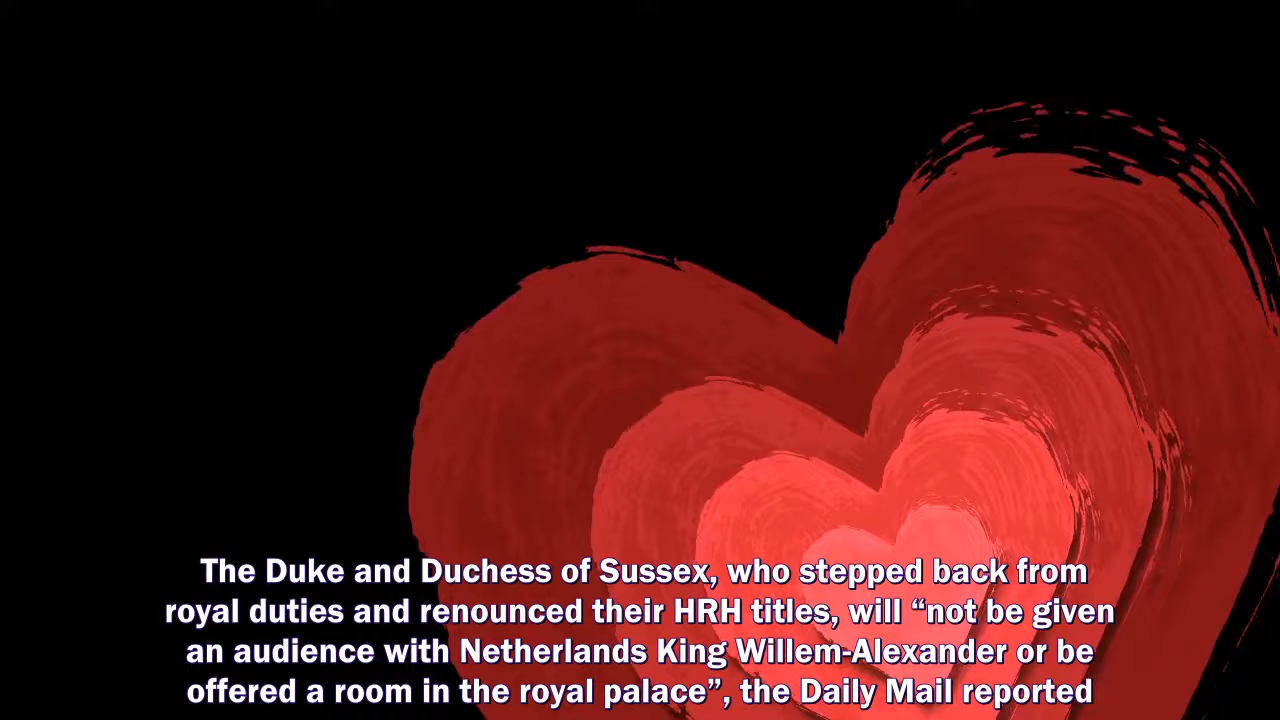 The Duke and Duchess of Sussex, who stepped back from
royal duties and renounced their HRH titles, will “not be given
an audience with Netherlands King Willem-Alexander or be
offered a room in the royal palace”, the Daily Mail reported